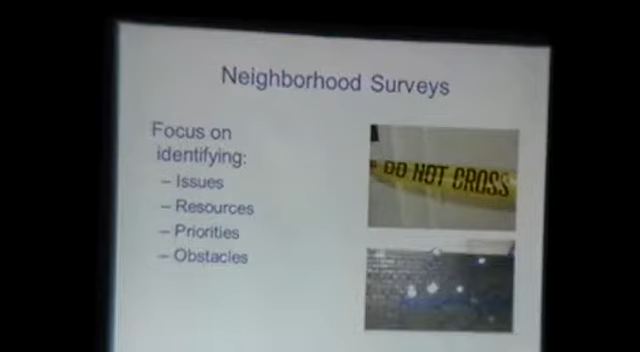 Neighborhood Surveys
Focus on
identifying:
– Issues
– Resources
– Priorities
– Obstacles
DO NOT CROSS